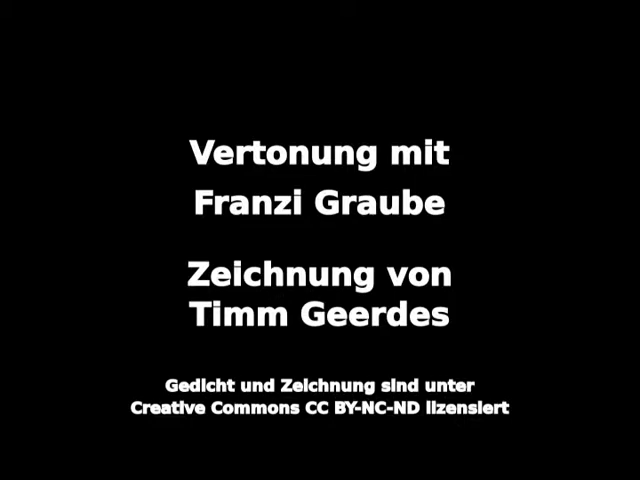 Vertonung mit
Franzi Graube
Zeichnung von
Timm Geerdes
Gedicht und Zeichnung sind unter
Creative Commons CC BY-NC-ND lizensiert